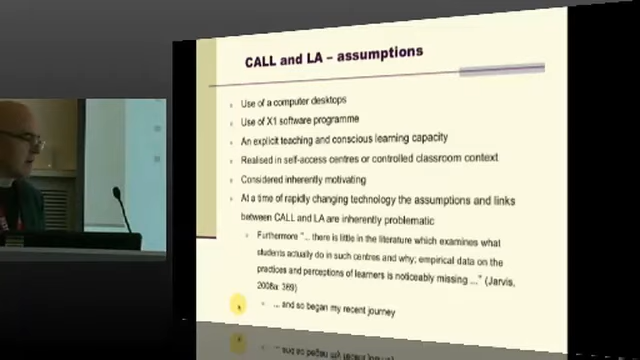 CALL and LA – assumptions
Use of a computer desktops
Use of X1 software programme
An explicit teaching and conscious learning capacity
Realised in self-access centres or controlled classroom context
Considered inherently motivating
At a time of rapidly changing technology the assumptions and links
between CALL and LA are inherently problematic
Furthermore "... there is little in the literature which examines what
students actually do in such centres and why; empirical data on the
practices and perceptions of learners is noticeably missing ..." (Jarvis,
2008a: 369)
... and so began my recent journey